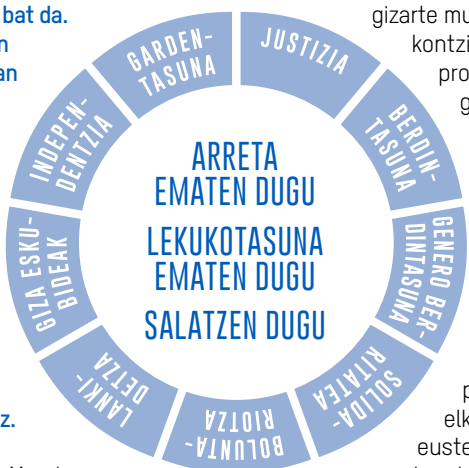 bat da.
n
an
gizarte mu
kontzi
pro
g
GARDEN-
TASUNA
JUSTIZIA
BERDIN-
TASUNA
GENERO BER-
DINTASUNA
SOLIDA-
RITATEA
BOLUNTA-
RIOTZA
LANKI-
DETZA
GIZA ESKU-
BIDEAK
INDEPEN-
DENTZIA
ARRETA
EMATEN DUGU
LEKUKOTASUNA
EMATEN DUGU
SALATZEN DUGU
z.
p
elk
euste